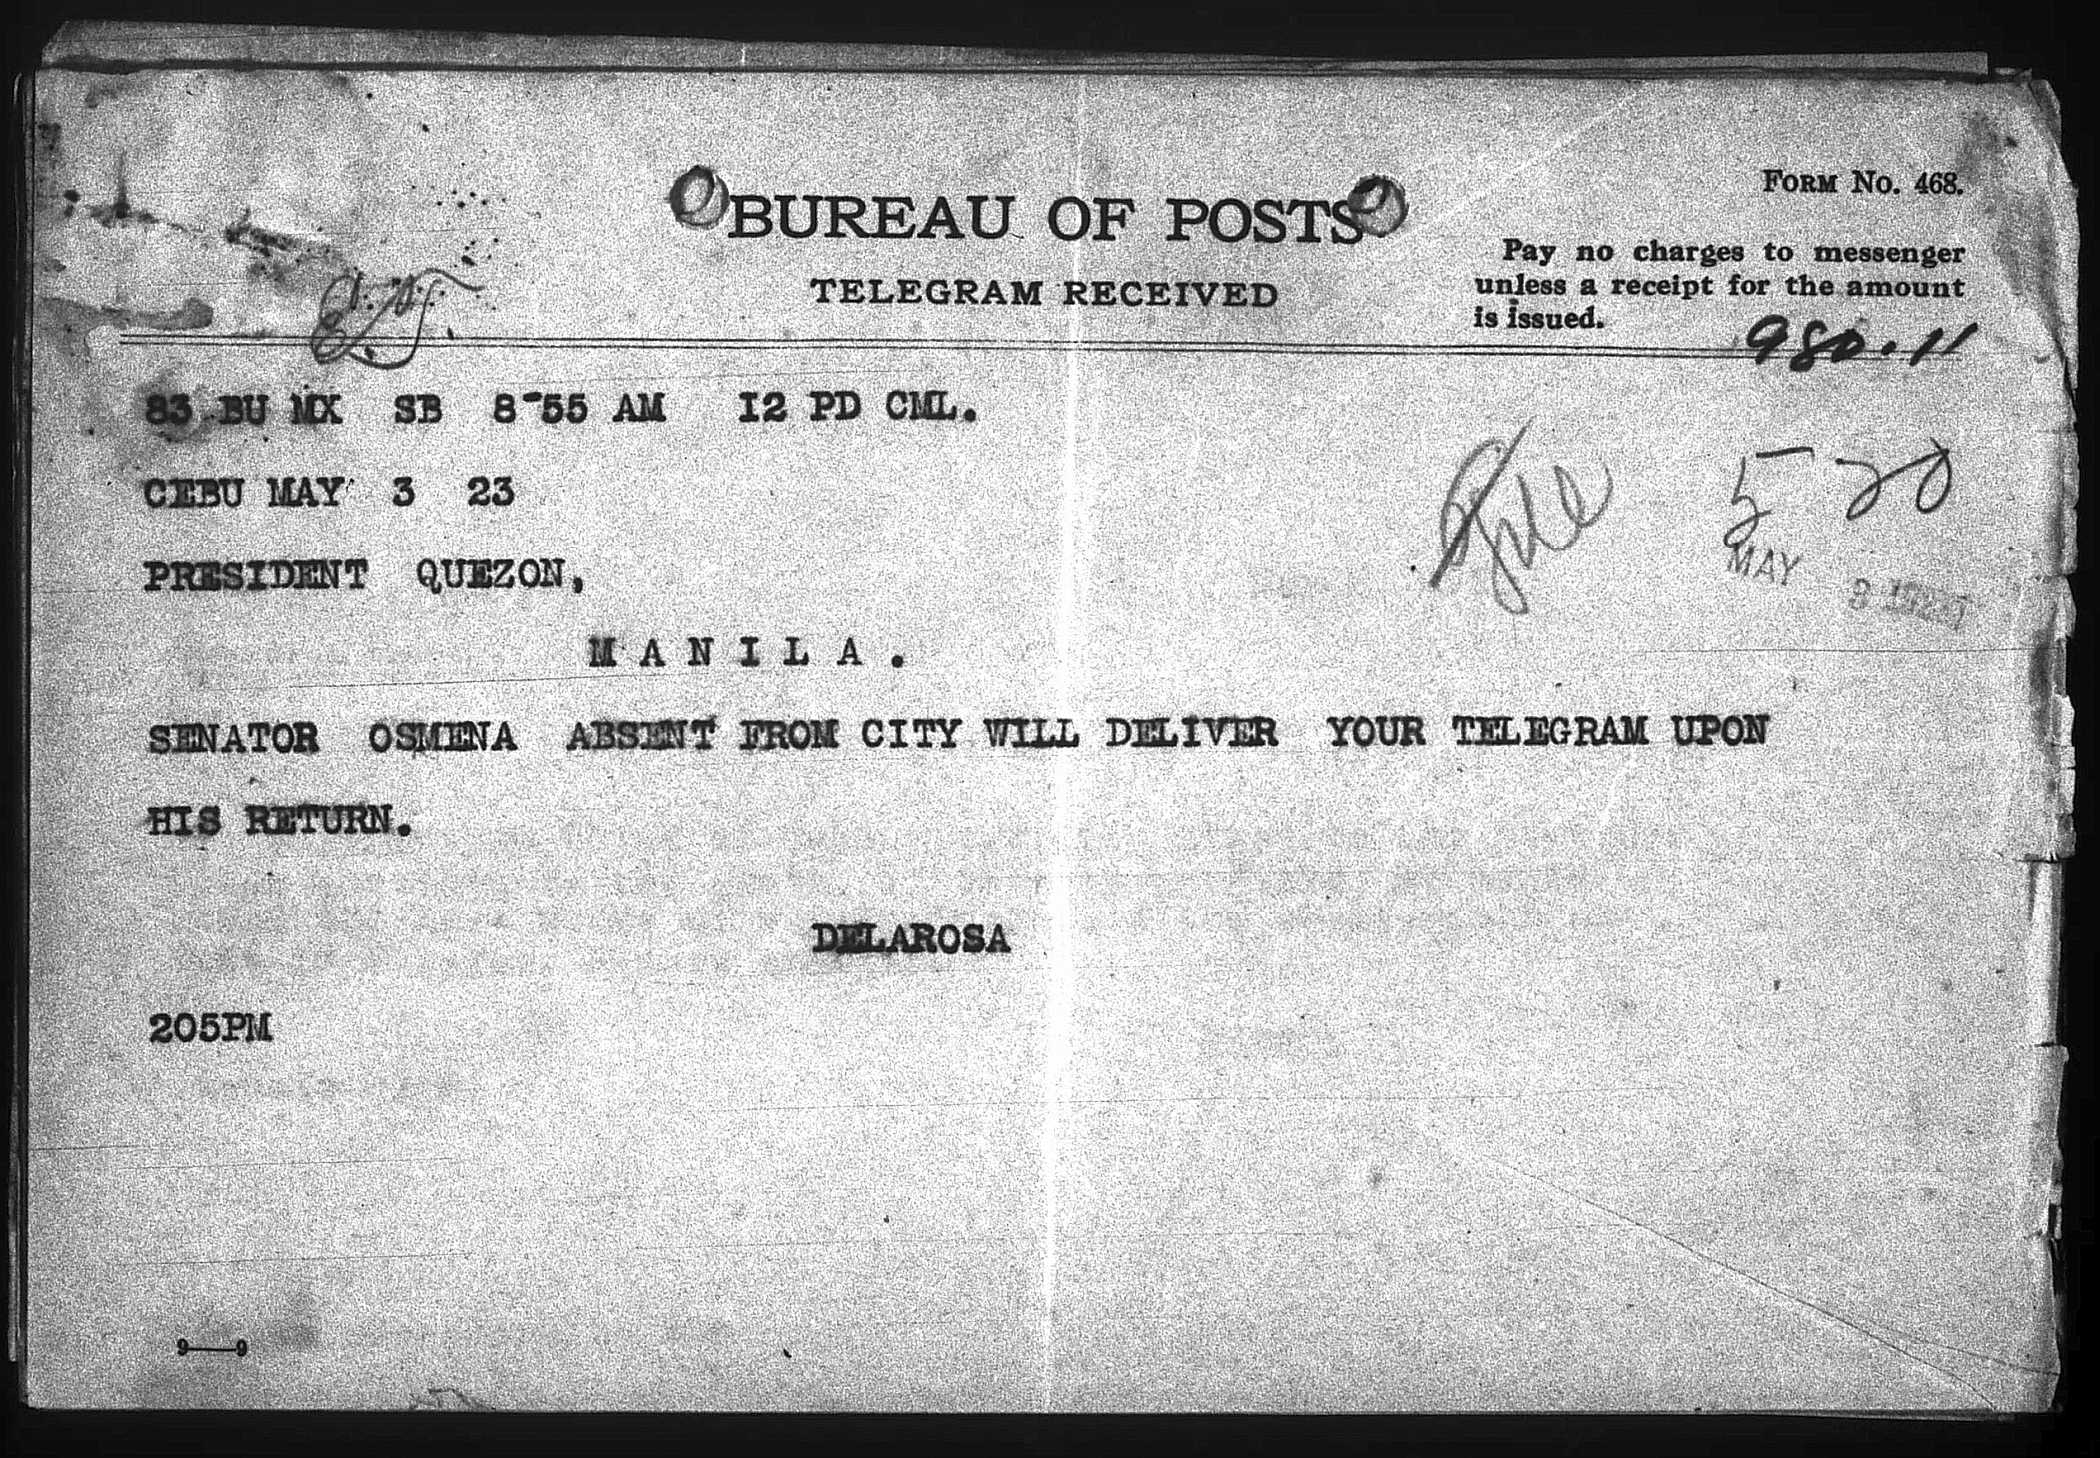 FORM No. 468.
BUREAU OF POSTS
TELEGRAM RECEIVED
Pay no charges to messenger
unless a receipt for the amount
is issued.
980.11
83 BU MX SB 8-55 AM 12 PD CML.
CEBU MAY 3 23
File
5 20
PRESIDENT QUEZON,
MAY
M A N I L A .
SENATOR OSMENA ABSENT FROM CITY WILL DELIVER YOUR TELEGRAM UPON
HIS RETURN.
DELAROSA
205PM
9——9